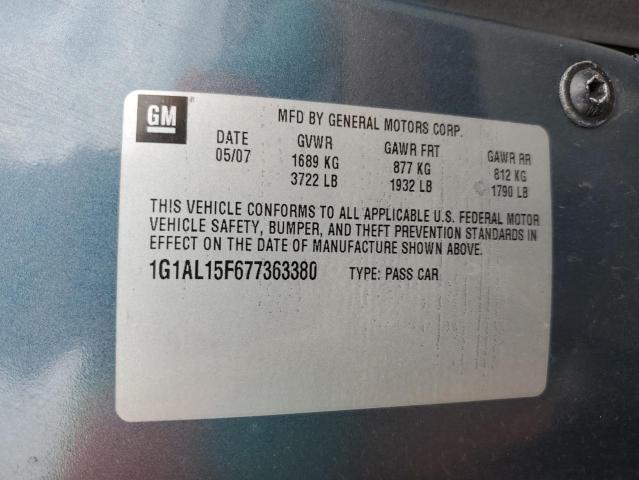 GM ®
MFD BY GENERAL MOTORS CORP.
DATE GVWR GAWR FRT GAWR RR
05/07 1689 KG 877 KG 812 KG
3722 LB 1932 LB 1790 LB
THIS VEHICLE CONFORMS TO ALL APPLICABLE U.S. FEDERAL MOTOR
VEHICLE SAFETY, BUMPER, AND THEFT PREVENTION STANDARDS IN
EFFECT ON THE DATE OF MANUFACTURE SHOWN ABOVE.
1G1AL15F677363380 TYPE: PASS CAR